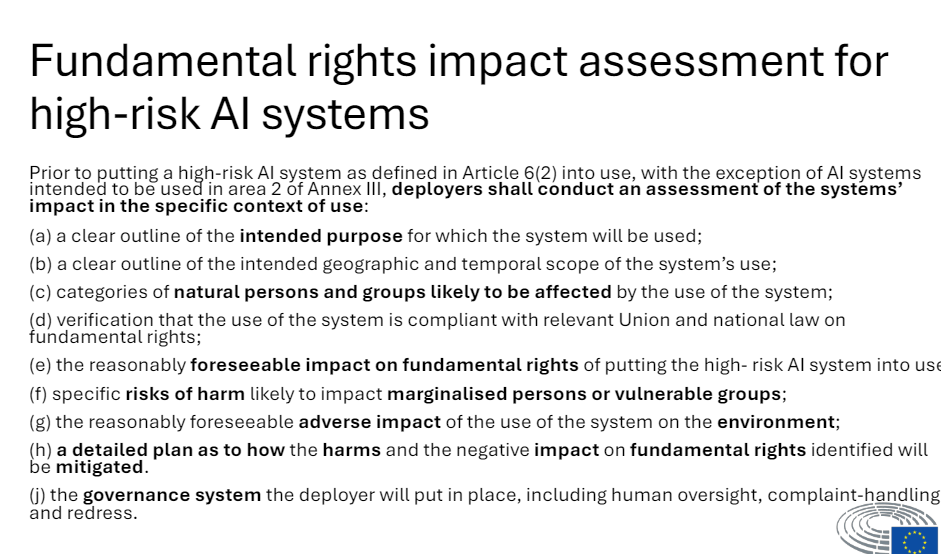 Fundamental rights impact assessment for
high-risk AI systems
Prior to putting a high-risk AI system as defined in Article 6(2) into use, with the exception of AI systems
intended to be used in area 2 of Annex III, deployers shall conduct an assessment of the systems’
impact in the specific context of use:
(a) a clear outline of the intended purpose for which the system will be used;
(b) a clear outline of the intended geographic and temporal scope of the system’s use;
(c) categories of natural persons and groups likely to be affected by the use of the system;
(d) verification that the use of the system is compliant with relevant Union and national law on
fundamental rights;
(e) the reasonably foreseeable impact on fundamental rights of putting the high- risk AI system into use
(f) specific risks of harm likely to impact marginalised persons or vulnerable groups;
(g) the reasonably foreseeable adverse impact of the use of the system on the environment;
(h) a detailed plan as to how the harms and the negative impact on fundamental rights identified will
be mitigated.
(j) the governance system the deployer will put in place, including human oversight, complaint-handling
and redress.